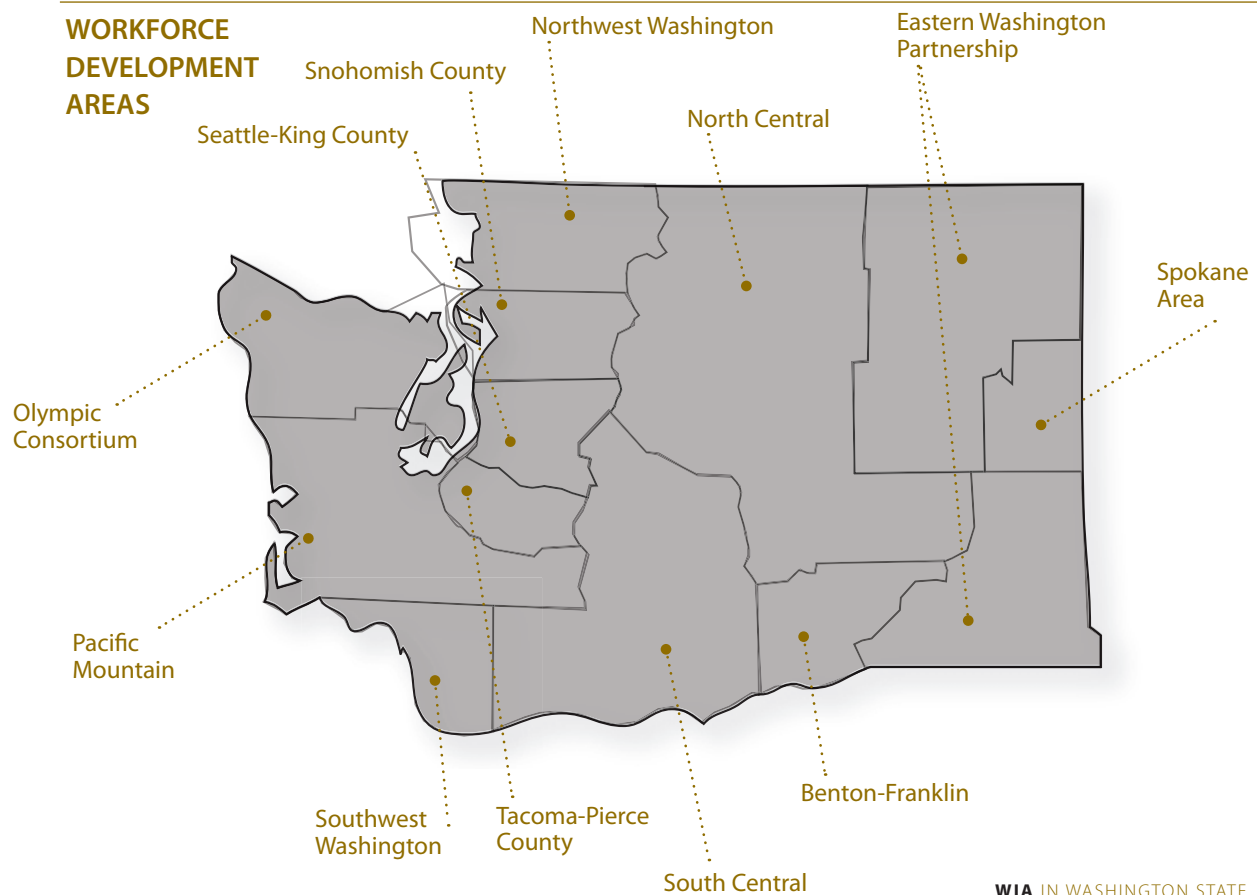 WORKFORCE
DEVELOPMENT
AREAS
Northwest Washington
Eastern Washington
Partnership
Snohomish County
North Central
Seattle-King County
Spokane
Area
Olympic
Consortium
Pacific
Mountain
Benton-Franklin
Southwest
Washington
Tacoma-Pierce
County
South Central
WIA IN WASHINGTON STATE